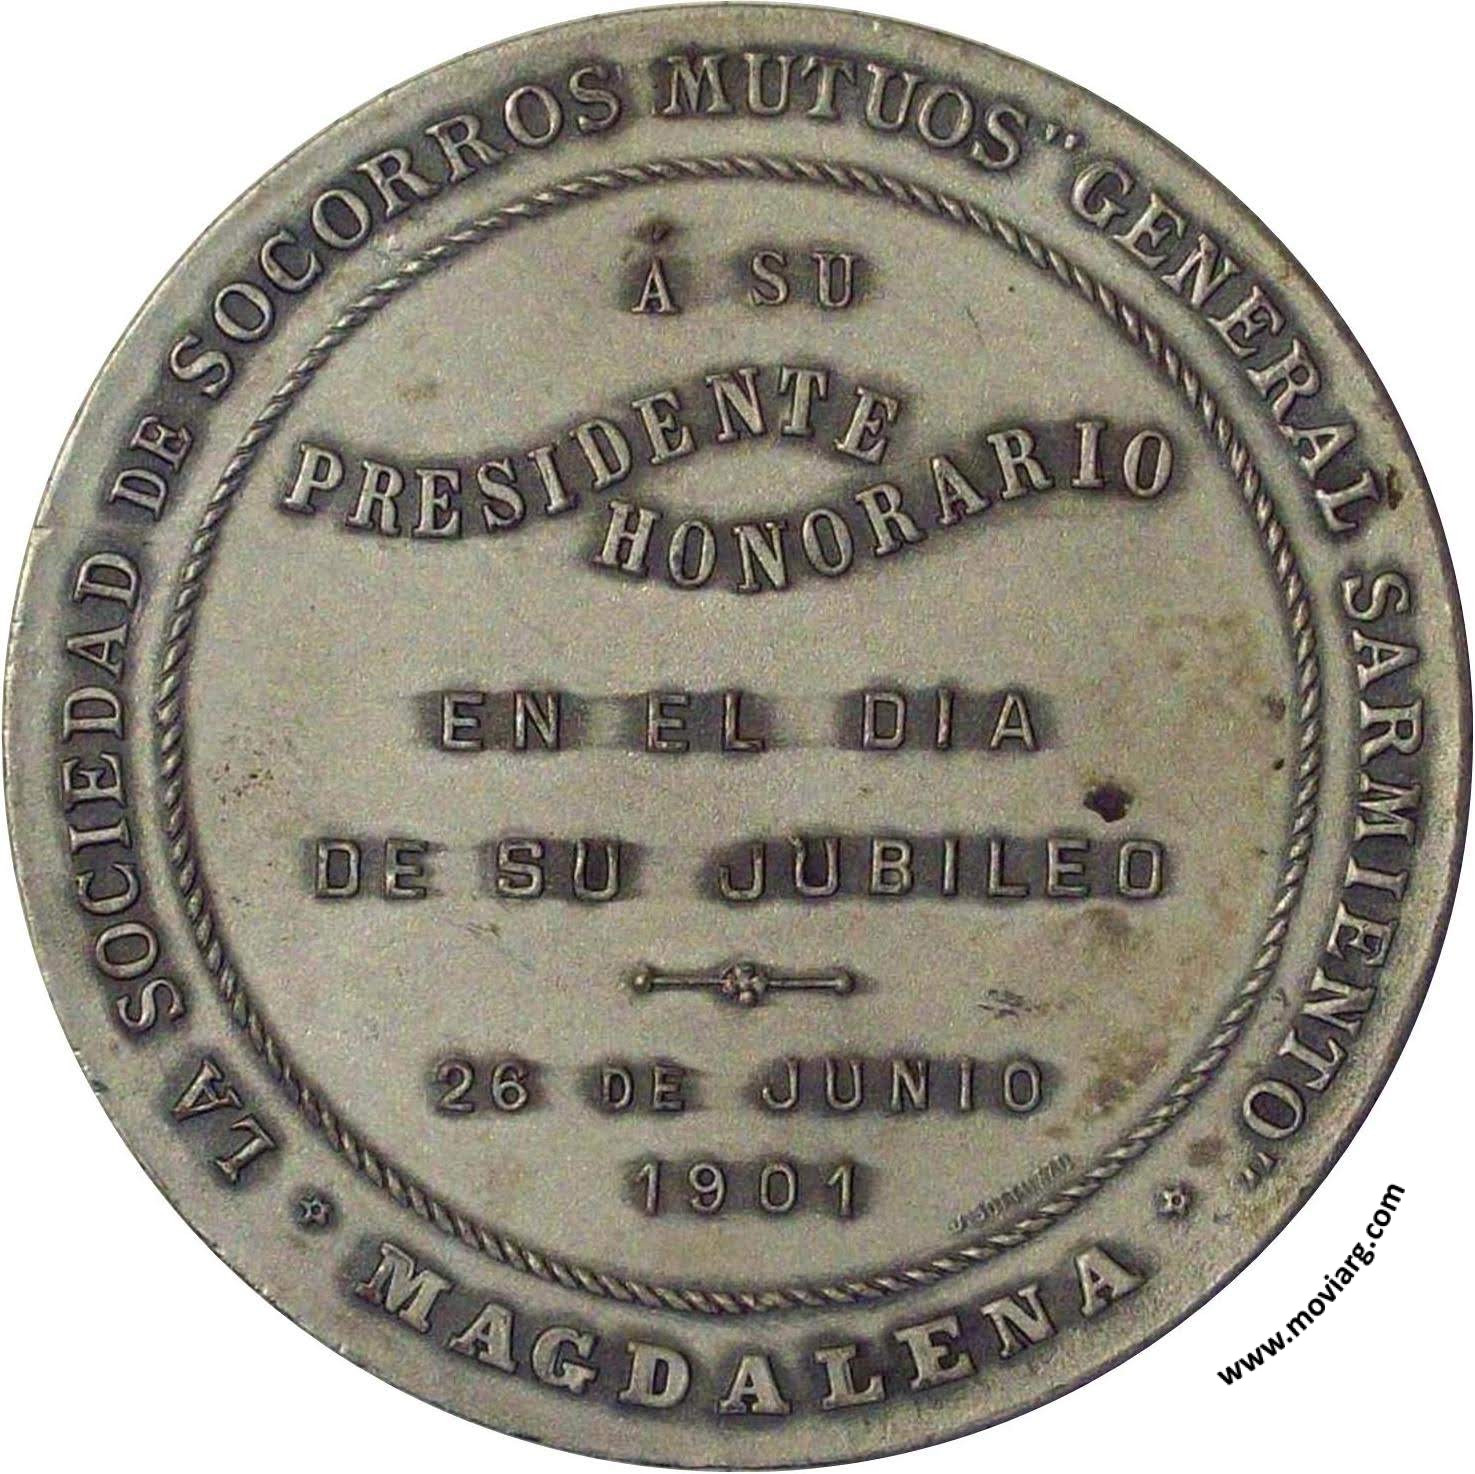 LA SOCIEDAD DE SOCORROS MUTUOS "GENERAL SARMIENTO"
Á SU
PRESIDENTE
HONORARIO
EN EL DIA
DE SU JUBILEO
26 DE JUNIO
1901
MAGDALENA
www.moviarg.com